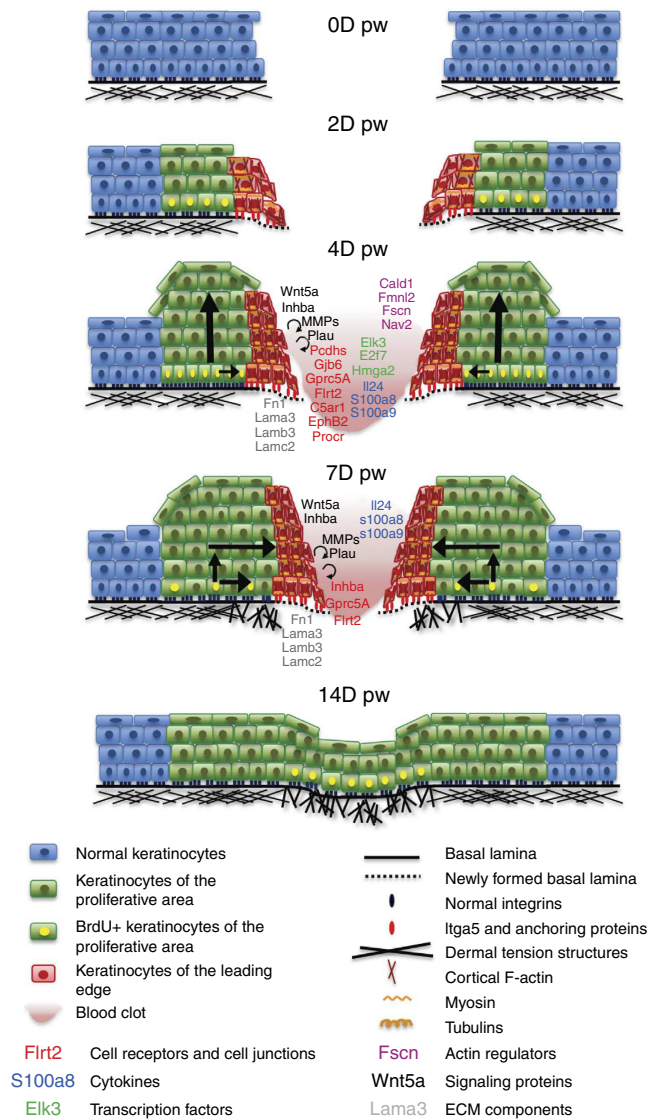 0D pw
2D pw
4D pw
Wnt5a
Inhba
MMPs
Plau
Pcdhs
Gjb6
Gprc5A
Flrt2
C5ar1
EphB2
Procr
Fn1
Lama3
Lamb3
Lamc2
Cald1
Fmnl2
Fscn
Nav2
Elk3
E2f7
Hmga2
Il24
S100a8
S100a9
7D pw
Wnt5a
Inhba
MMPs
Plau
Inhba
Gprc5A
Flrt2
Fn1
Lama3
Lamb3
Lamc2
Il24
s100a8
s100a9
14D pw
Normal keratinocytes
Keratinocytes of the
proliferative area
BrdU+ keratinocytes of the
proliferative area
Keratinocytes of the leading
edge
Blood clot
Flrt2 Cell receptors and cell junctions
S100a8 Cytokines
Elk3 Transcription factors
Basal lamina
Newly formed basal lamina
Normal integrins
Itga5 and anchoring proteins
Dermal tension structures
Cortical F-actin
Myosin
Tubulins
Fscn Actin regulators
Wnt5a Signaling proteins
Lama3 ECM components